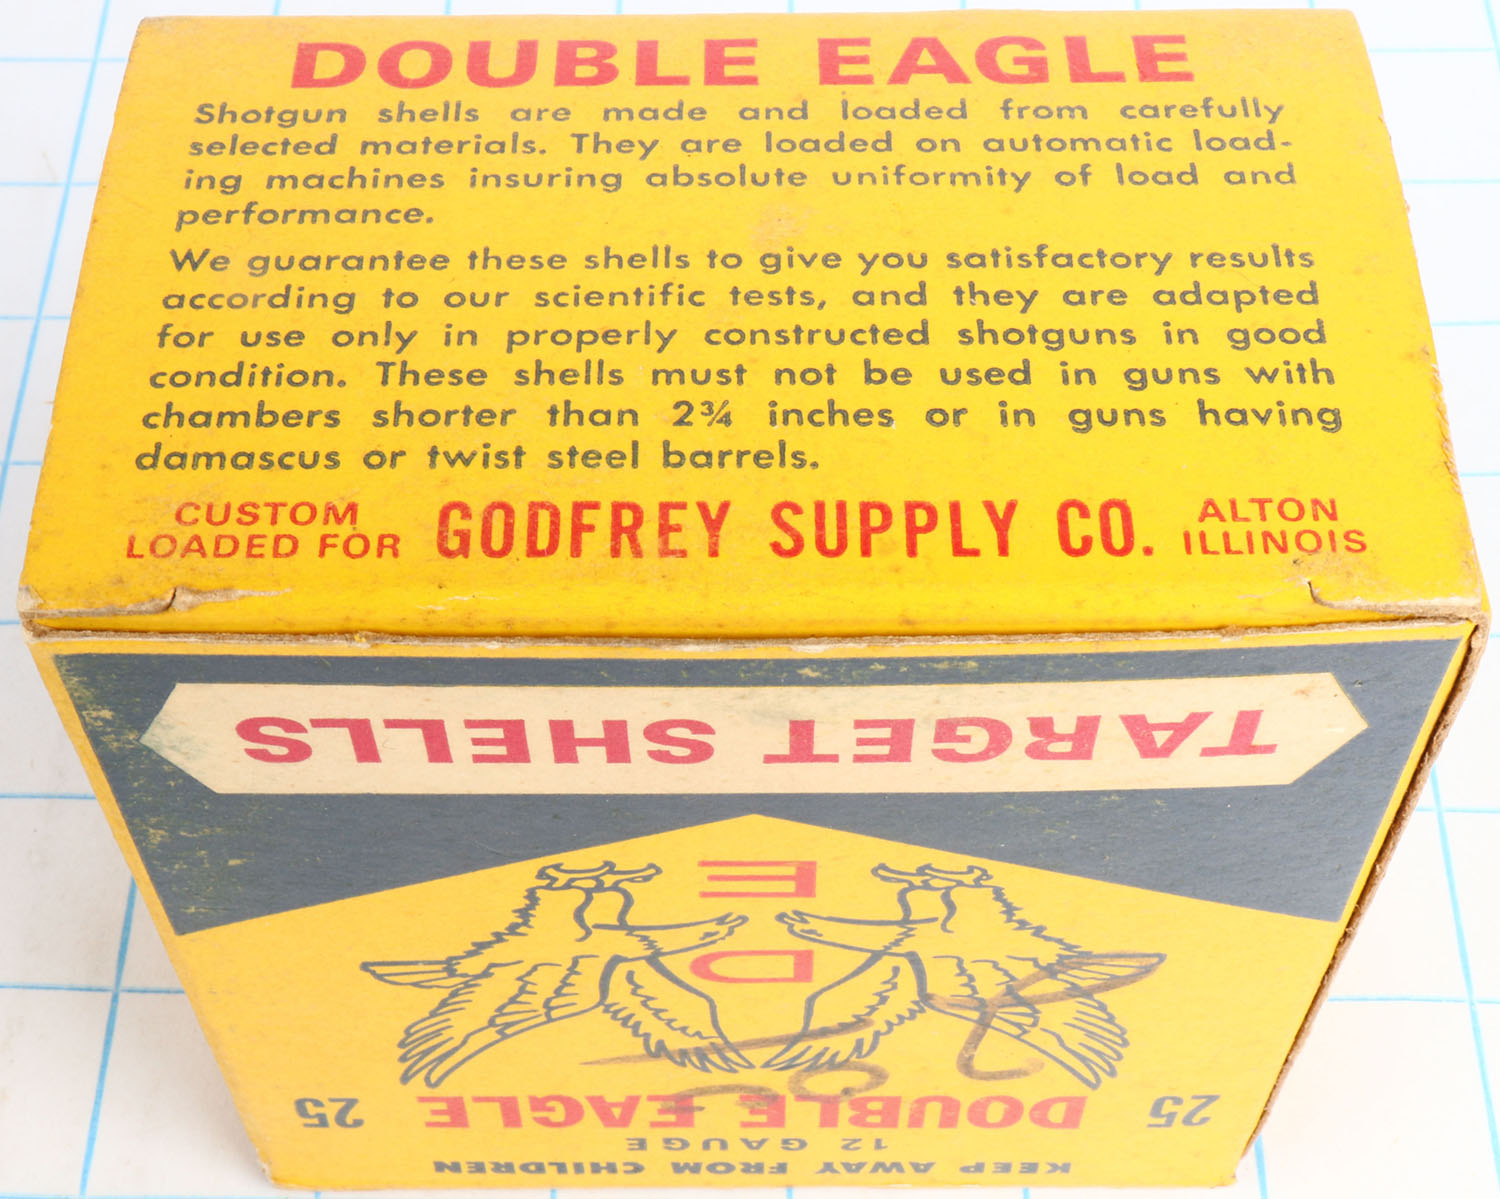 DOUBLE EAGLE
Shotgun shells are made and loaded from carefully
selected materials. They are loaded on automatic load-
ing machines insuring absolute uniformity of load and
performance.
We guarantee these shells to give you satisfactory results
according to our scientific tests, and they are adapted
for use only in properly constructed shotguns in good
condition. These shells must not be used in guns with
chambers shorter than 2¾ inches or in guns having
damascus or twist steel barrels.
CUSTOM
LOADED FOR
GODFREY SUPPLY CO.
ALTON
ILLINOIS
KEEP AWAY FROM CHILDREN
12 GAUGE
25 DOUBLE EAGLE 25
D
E
TARGET SHELLS